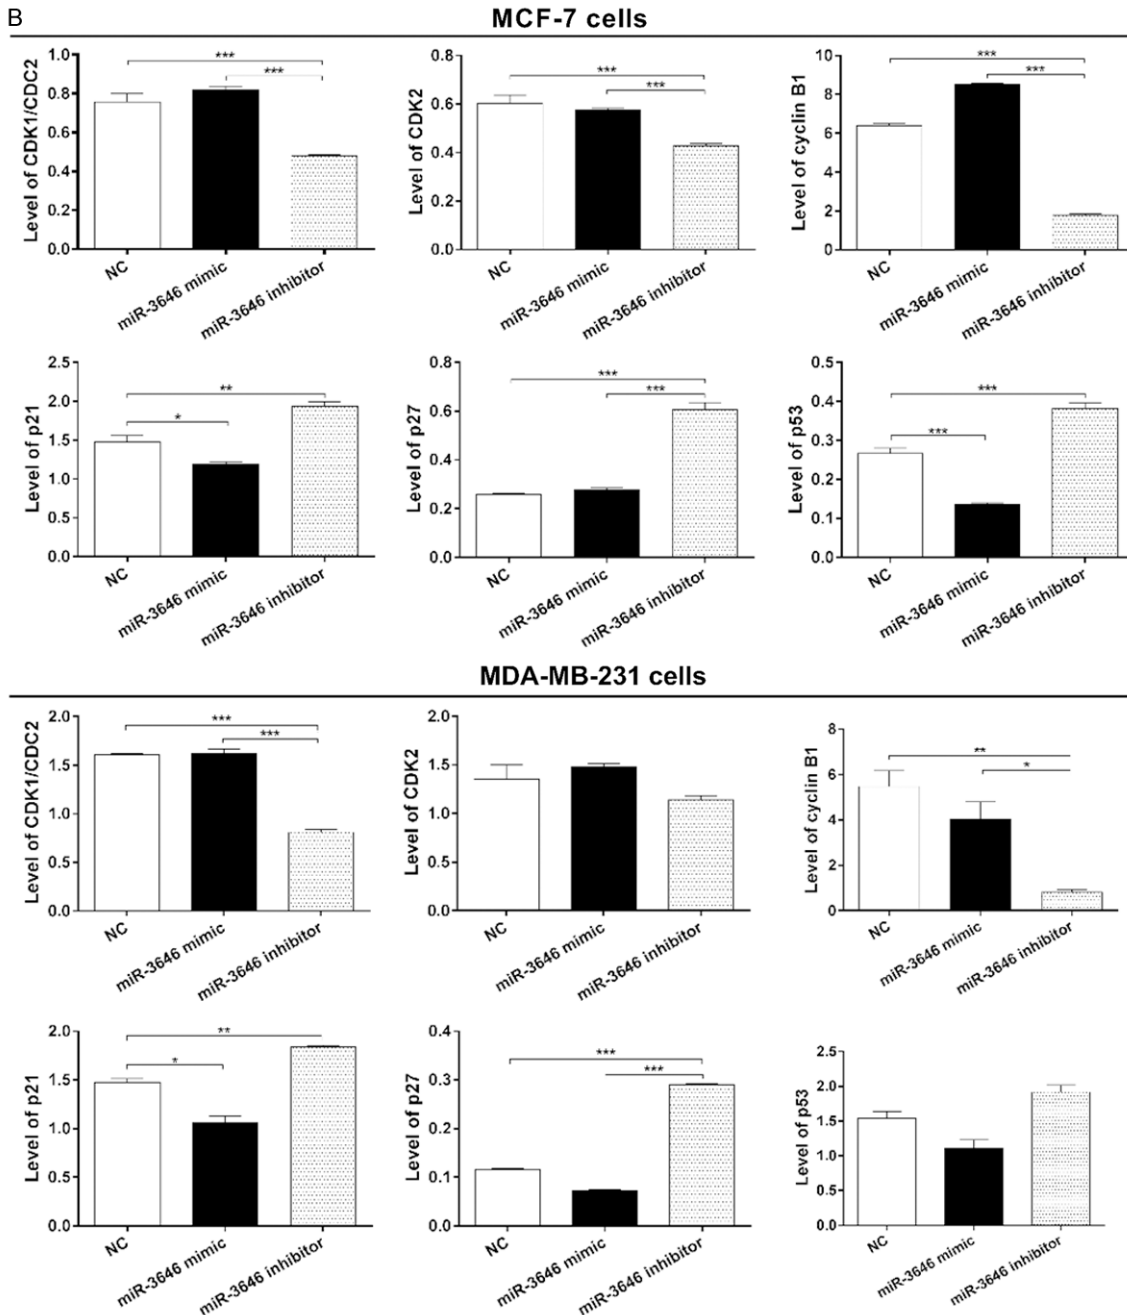 B
MCF-7 cells
Level of CDK1/CDC2
1.0
0.8
0.6
0.4
0.2
0.0
***
***
NC
miR-3646 mimic
miR-3646 inhibitor
Level of CDK2
0.8
0.6
0.4
0.2
0.0
***
***
NC
miR-3646 mimic
miR-3646 inhibitor
Level of cyclin B1
10
8
6
4
2
0
***
***
NC
miR-3646 mimic
miR-3646 inhibitor
Level of p21
2.5
2.0
1.5
1.0
0.5
0.0
**
*
NC
miR-3646 mimic
miR-3646 inhibitor
Level of p27
0.8
0.6
0.4
0.2
0.0
***
***
NC
miR-3646 mimic
miR-3646 inhibitor
Level of p53
0.5
0.4
0.3
0.2
0.1
0.0
***
***
NC
miR-3646 mimic
miR-3646 inhibitor
MDA-MB-231 cells
Level of CDK1/CDC2
2.0
1.5
1.0
0.5
0.0
***
***
NC
miR-3646 mimic
miR-3646 inhibitor
Level of CDK2
2.0
1.5
1.0
0.5
0.0
NC
miR-3646 mimic
miR-3646 inhibitor
Level of cyclin B1
8
6
4
2
0
**
*
NC
miR-3646 mimic
miR-3646 inhibitor
Level of p21
2.0
1.5
1.0
0.5
0.0
**
*
NC
miR-3646 mimic
miR-3646 inhibitor
Level of p27
0.4
0.3
0.2
0.1
0.0
***
***
NC
miR-3646 mimic
miR-3646 inhibitor
Level of p53
2.5
2.0
1.5
1.0
0.5
0.0
NC
miR-3646 mimic
miR-3646 inhibitor